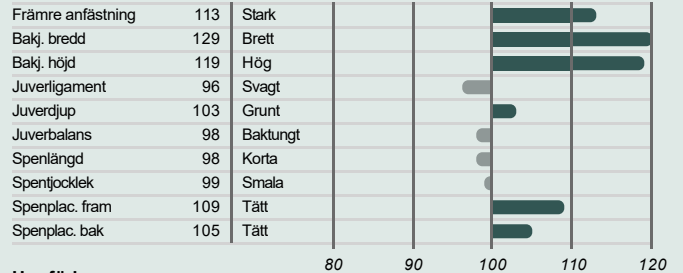 Främre anfästning 113 Stark
Bakj. bredd 129 Brett
Bakj. höjd 119 Hög
Juverligament 96 Svagt
Juverdjup 103 Grunt
Juverbalans 98 Baktungt
Spenlängd 98 Korta
Spentjocklek 99 Smala
Spenplac. fram 109 Tätt
Spenplac. bak 105 Tätt
80 90 100 110 120